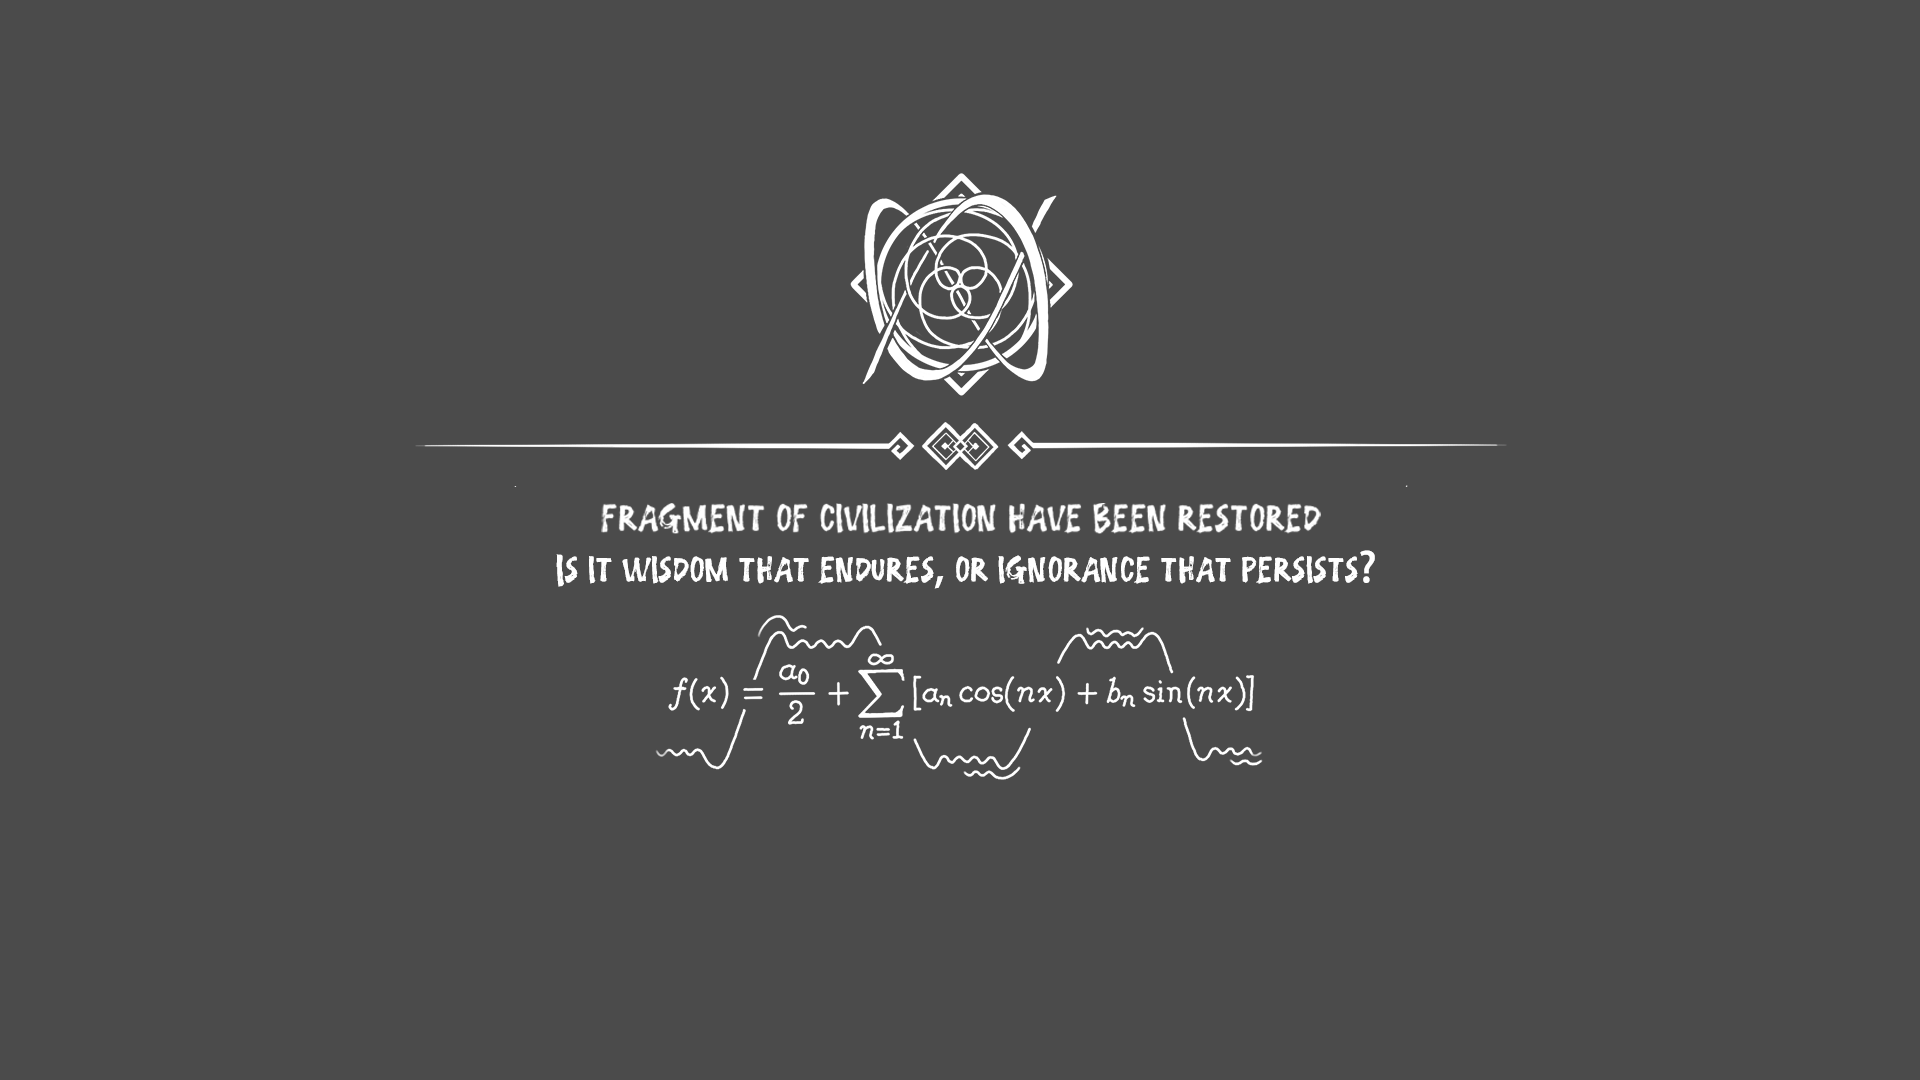 FRAGMENT OF CIVILIZATION HAVE BEEN RESTORED
IS IT WISDOM THAT ENDURES, OR IGNORANCE THAT PERSISTS?
f(x) = a₀/2 + ∑_{n=1}^{∞} [aₙ cos(nx) + bₙ sin(nx)]